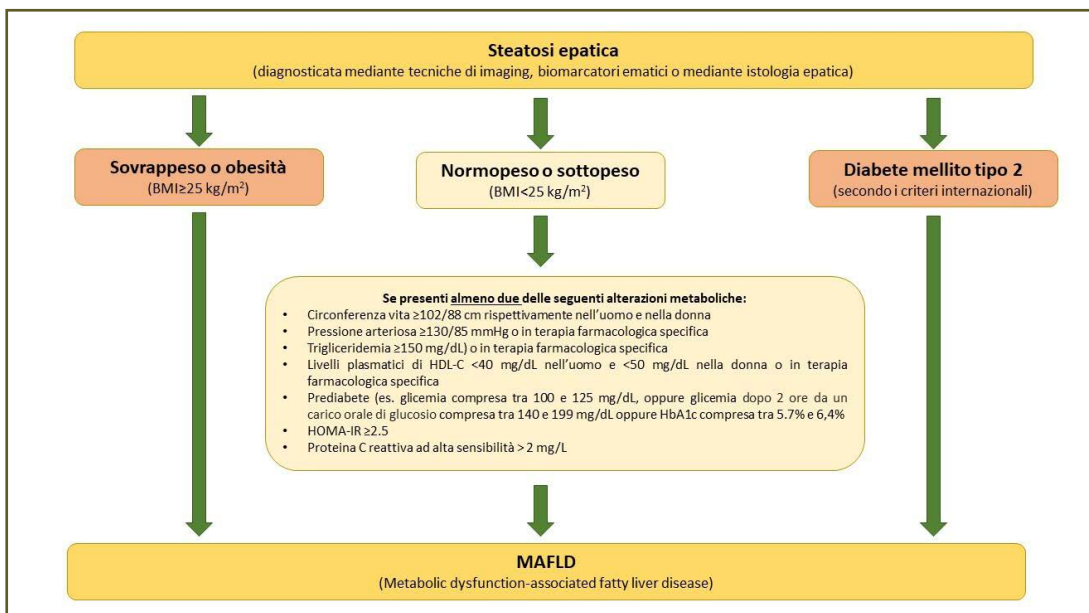 Steatosi epatica
(diagnosticata mediante tecniche di imaging, biomarcatori ematici o mediante istologia epatica)
Sovrappeso o obesità
(BMI≥25 kg/m²)
Normopeso o sottopeso
(BMI<25 kg/m²)
Diabete mellito tipo 2
(secondo i criteri internazionali)
Se presenti almeno due delle seguenti alterazioni metaboliche:
• Circonferenza vita ≥102/88 cm rispettivamente nell'uomo e nella donna
• Pressione arteriosa ≥130/85 mmHg o in terapia farmacologica specifica
• Trigliceridemia ≥150 mg/dL) o in terapia farmacologica specifica
• Livelli plasmatici di HDL-C <40 mg/dL nell'uomo e <50 mg/dL nella donna o in terapia
farmacologica specifica
• Prediabete (es. glicemia compresa tra 100 e 125 mg/dL, oppure glicemia dopo 2 ore da un
carico orale di glucosio compresa tra 140 e 199 mg/dL oppure HbA1c compresa tra 5.7% e 6,4%
• HOMA-IR ≥2.5
• Proteina C reattiva ad alta sensibilità > 2 mg/L
MAFLD
(Metabolic dysfunction-associated fatty liver disease)